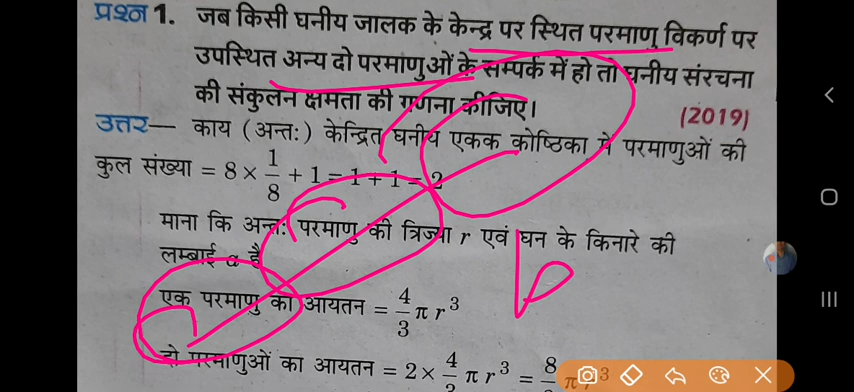 प्रश्न 1. जब किसी घनीय जालक के केन्द्र पर स्थित परमाणु विकर्ण पर
उपस्थित अन्य दो परमाणुओं के सम्पर्क में हो तो घनीय संरचना
की संकुलन क्षमता की गणना कीजिए। (2019)
उत्तर— काय (अन्तः) केन्द्रित घनीय एकक कोष्ठिका में परमाणुओं की
कुल संख्या = 8 × 1/8 + 1 = 1 + 1 = 2
माना कि अन्तः परमाणु की त्रिज्या r एवं घन के किनारे की
लम्बाई a है
एक परमाणु का आयतन = 4/3 π r³
दो परमाणुओं का आयतन = 2 × 4/3 π r³ = 8